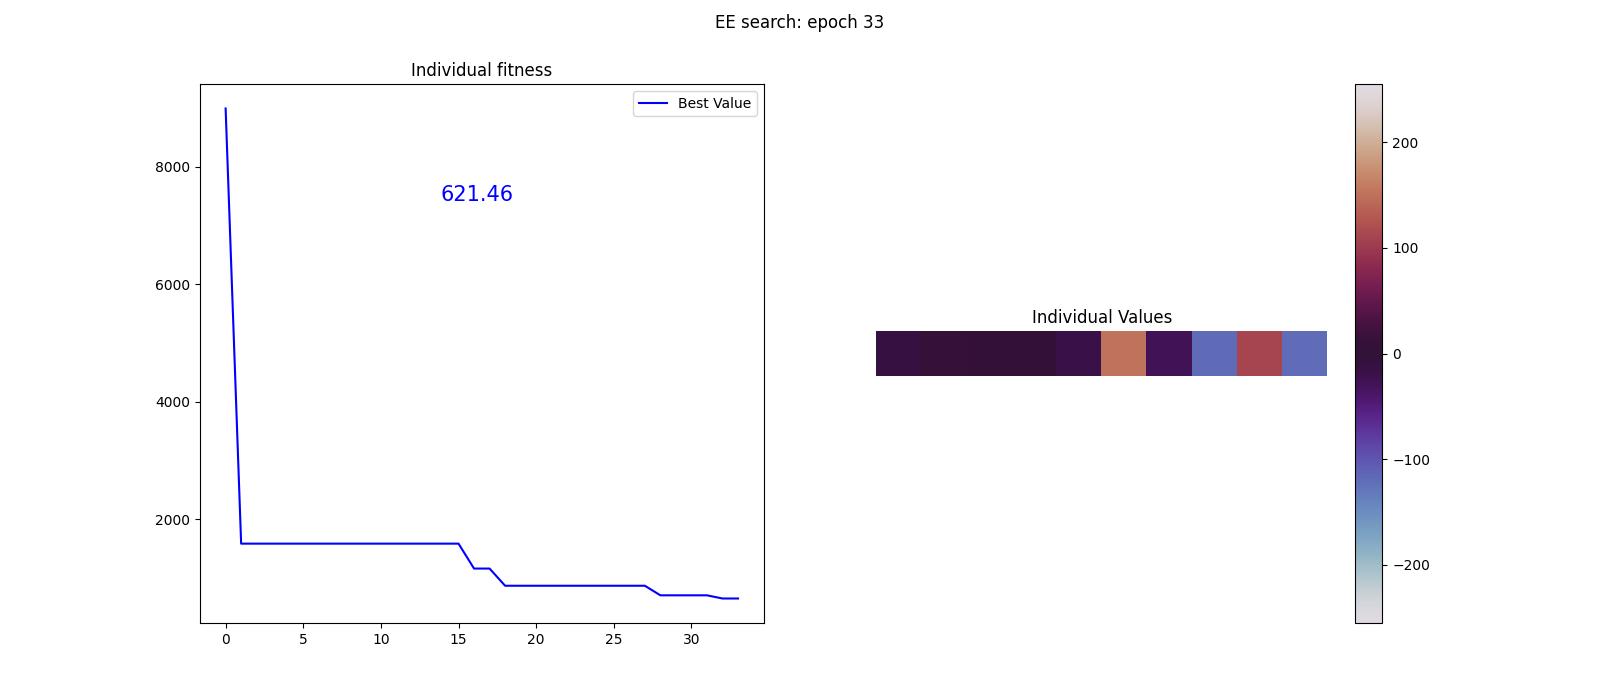 EE search: epoch 33
Individual fitness
Best Value
621.46
8000
6000
4000
2000
0 5 10 15 20 25 30
Individual Values
200
100
0
−100
−200